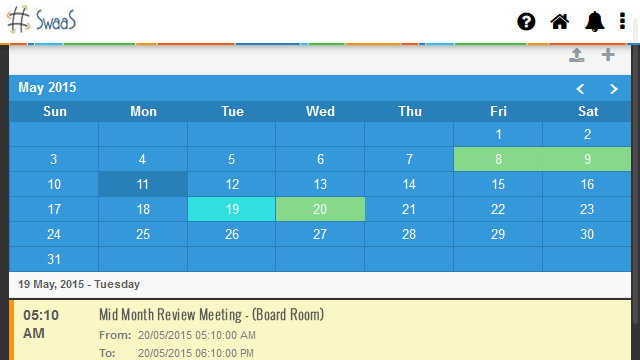 SwaaS
May 2015
Sun Mon Tue Wed Thu Fri Sat
1 2
3 4 5 6 7 8 9
10 11 12 13 14 15 16
17 18 19 20 21 22 23
24 25 26 27 28 29 30
31
19 May, 2015 - Tuesday
05:10 AM
Mid Month Review Meeting - (Board Room)
From: 20/05/2015 05:10:00 AM
To: 20/05/2015 06:10:00 PM